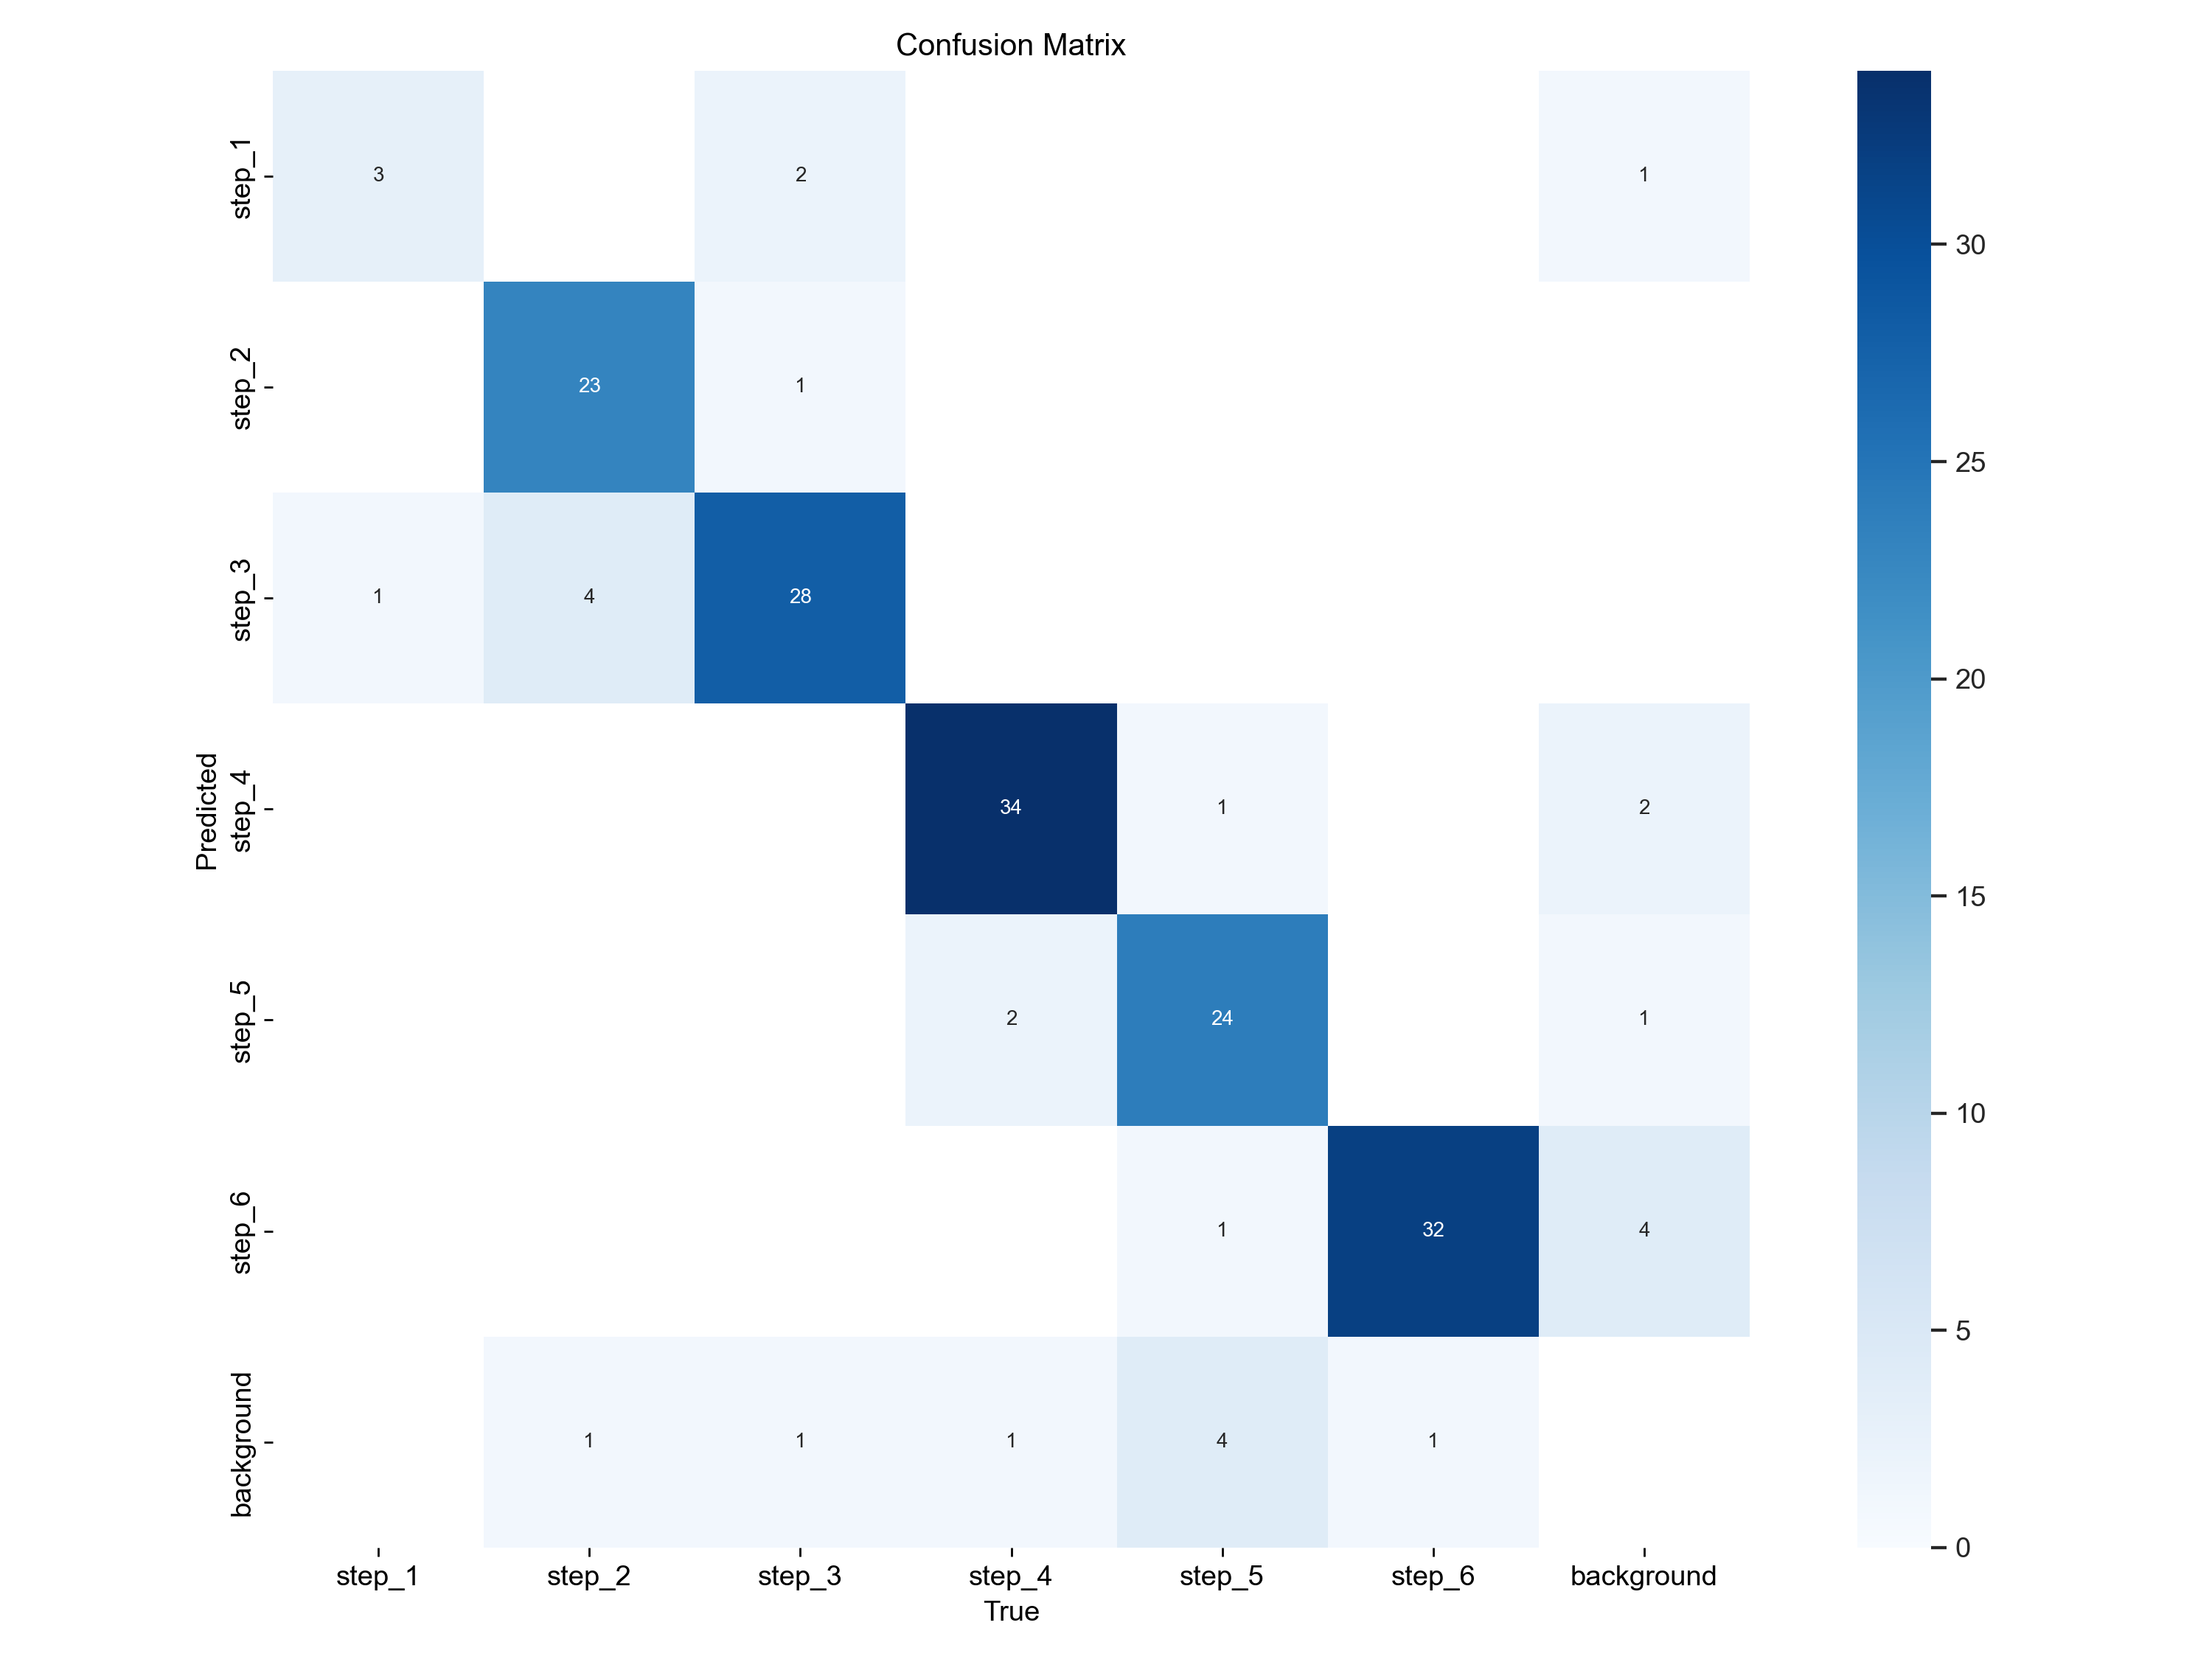 Confusion Matrix
step_1
3
2
1
step_2
23
1
step_3
1
4
28
Predicted
step_4
34
1
2
step_5
2
24
1
step_6
1
32
4
background
1
1
1
4
1
step_1
step_2
step_3
step_4
step_5
step_6
background
True
30
25
20
15
10
5
0